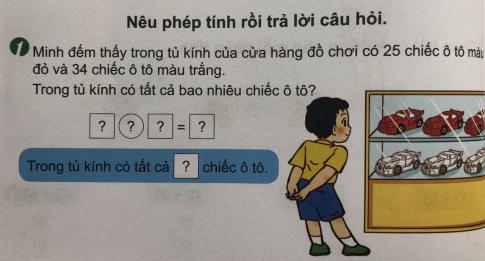 Nêu phép tính rồi trả lời câu hỏi.
1 Minh đếm thấy trong tủ kính của cửa hàng đồ chơi có 25 chiếc ô tô màu
đỏ và 34 chiếc ô tô màu trắng.
Trong tủ kính có tất cả bao nhiêu chiếc ô tô?
? ? ? = ?
Trong tủ kính có tất cả ? chiếc ô tô.